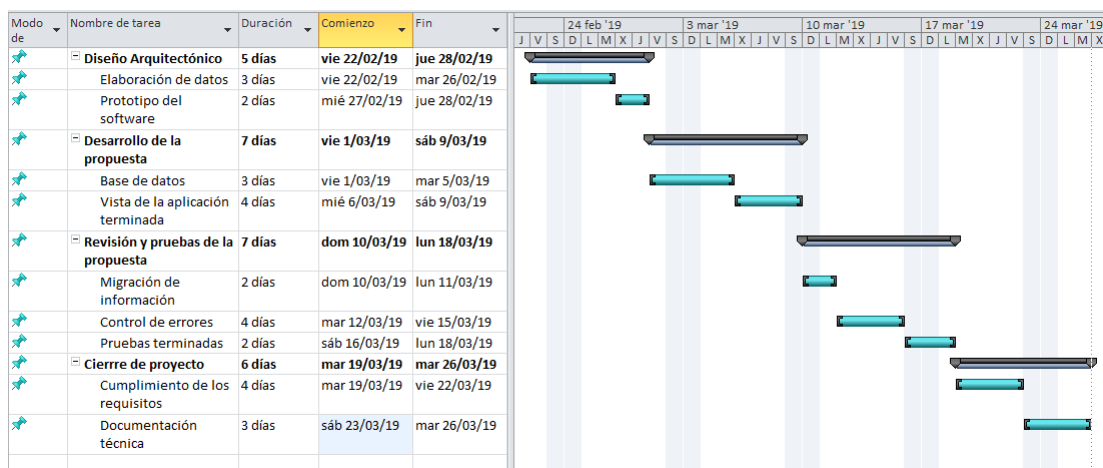 Modo de Nombre de tarea Duración Comienzo Fin
24 feb '19 3 mar '19 10 mar '19 17 mar '19 24 mar '19
J V S D L M X J V S D L M X J V S D L M X J V S D L M X J V S D L M X
Diseño Arquitectónico 5 días vie 22/02/19 jue 28/02/19
Elaboración de datos 3 días vie 22/02/19 mar 26/02/19
Prototipo del 2 días mié 27/02/19 jue 28/02/19
software
Desarrollo de la 7 días vie 1/03/19 sáb 9/03/19
propuesta
Base de datos 3 días vie 1/03/19 mar 5/03/19
Vista de la aplicación 4 días mié 6/03/19 sáb 9/03/19
terminada
Revisión y pruebas de la 7 días dom 10/03/19 lun 18/03/19
propuesta
Migración de 2 días dom 10/03/19 lun 11/03/19
información
Control de errores 4 días mar 12/03/19 vie 15/03/19
Pruebas terminadas 2 días sáb 16/03/19 lun 18/03/19
Cierrre de proyecto 6 días mar 19/03/19 mar 26/03/19
Cumplimiento de los 4 días mar 19/03/19 vie 22/03/19
requisitos
Documentación 3 días sáb 23/03/19 mar 26/03/19
técnica